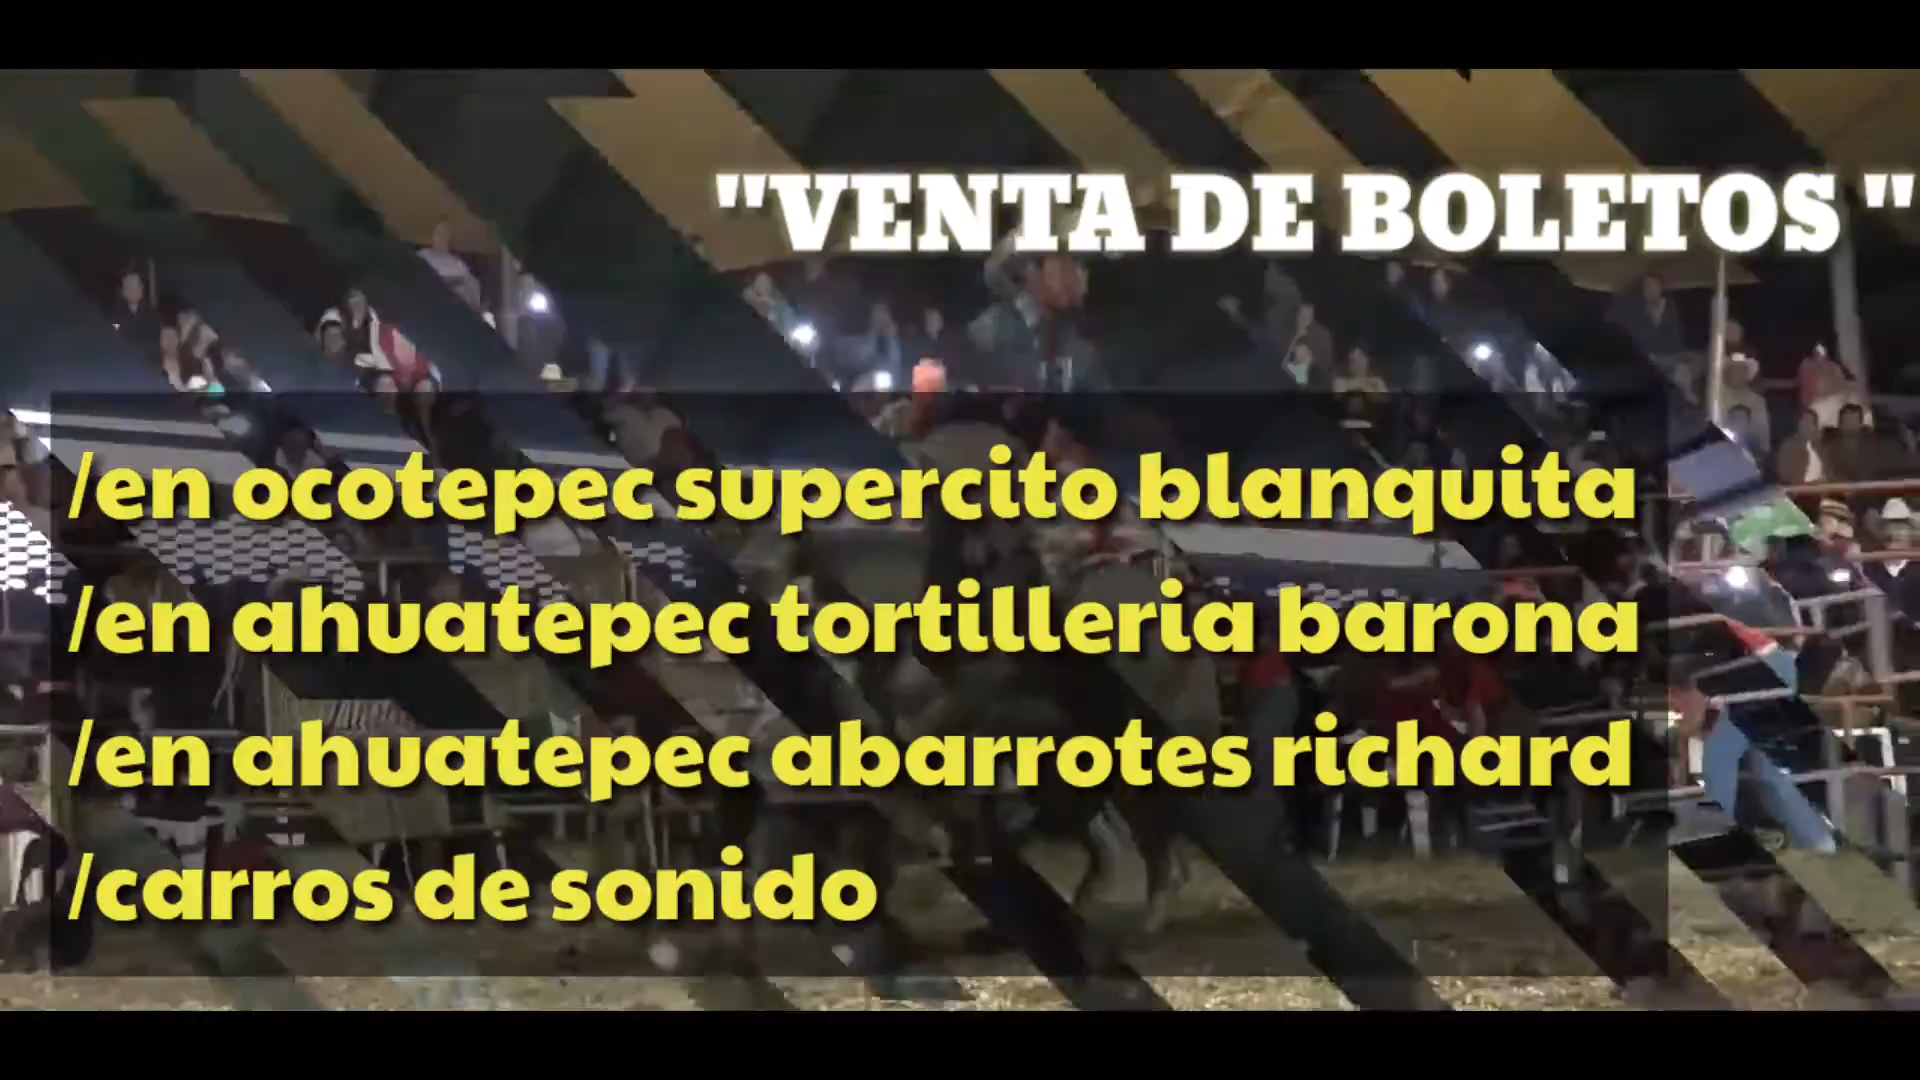 "VENTA DE BOLETOS "
/en ocotepec supercito blanquita
/en ahuatepec tortilleria barona
/en ahuatepec abarrotes richard
/carros de sonido